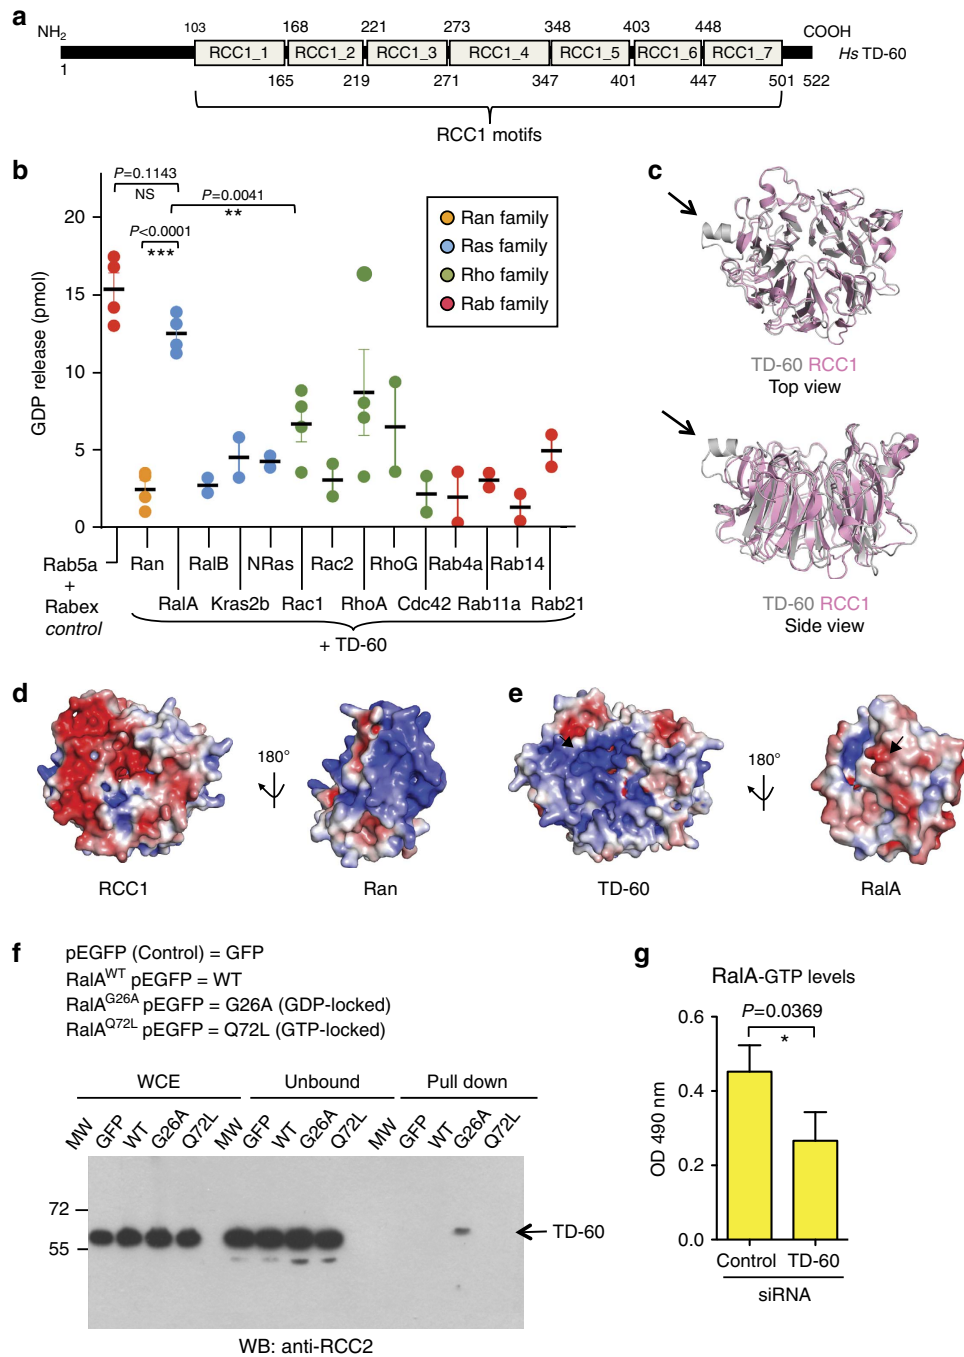 a
NH2
103
168
221
273
348
403
448
COOH
RCC1_1
RCC1_2
RCC1_3
RCC1_4
RCC1_5
RCC1_6
RCC1_7
Hs TD-60
1
165
219
271
347
401
447
501
522
RCC1 motifs
b
P=0.1143
NS
P=0.0041
**
P<0.0001
***
Ran family
Ras family
Rho family
Rab family
GDP release (pmol)
20
15
10
5
0
Rab5a
+
Rabex
control
Ran
RalB
NRas
Rac2
RhoG
Rab4a
Rab14
RalA
Kras2b
Rac1
RhoA
Cdc42
Rab11a
Rab21
+ TD-60
c
TD-60 RCC1
Top view
TD-60 RCC1
Side view
d
180°
RCC1
Ran
e
180°
TD-60
RalA
f
pEGFP (Control) = GFP
RalAWT pEGFP = WT
RalAG26A pEGFP = G26A (GDP-locked)
RalAQ72L pEGFP = Q72L (GTP-locked)
WCE
Unbound
Pull down
MW
GFP
WT
G26A
Q72L
MW
GFP
WT
G26A
Q72L
MW
GFP
WT
G26A
Q72L
72
55
TD-60
WB: anti-RCC2
g
RalA-GTP levels
P=0.0369
*
OD 490 nm
0.6
0.4
0.2
0.0
Control
TD-60
siRNA